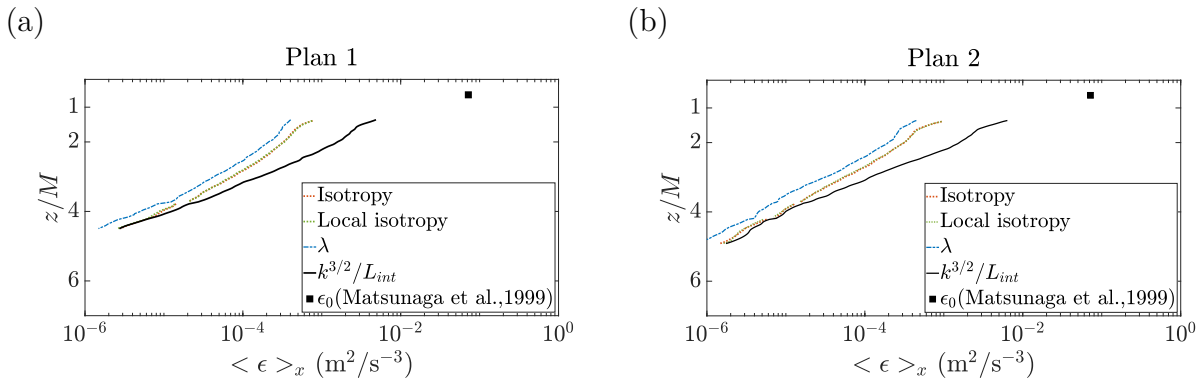 (a)
Plan 1
1
2
4
6
z/M
Isotropy
Local isotropy
λ
k^{3/2}/L_{int}
ϵ_0(Matsunaga et al.,1999)
10^{-6}
10^{-4}
10^{-2}
10^0
< ϵ >_x (m^2/s^{-3})
(b)
Plan 2
1
2
4
6
z/M
Isotropy
Local isotropy
λ
k^{3/2}/L_{int}
ϵ_0(Matsunaga et al.,1999)
10^{-6}
10^{-4}
10^{-2}
10^0
< ϵ >_x (m^2/s^{-3})